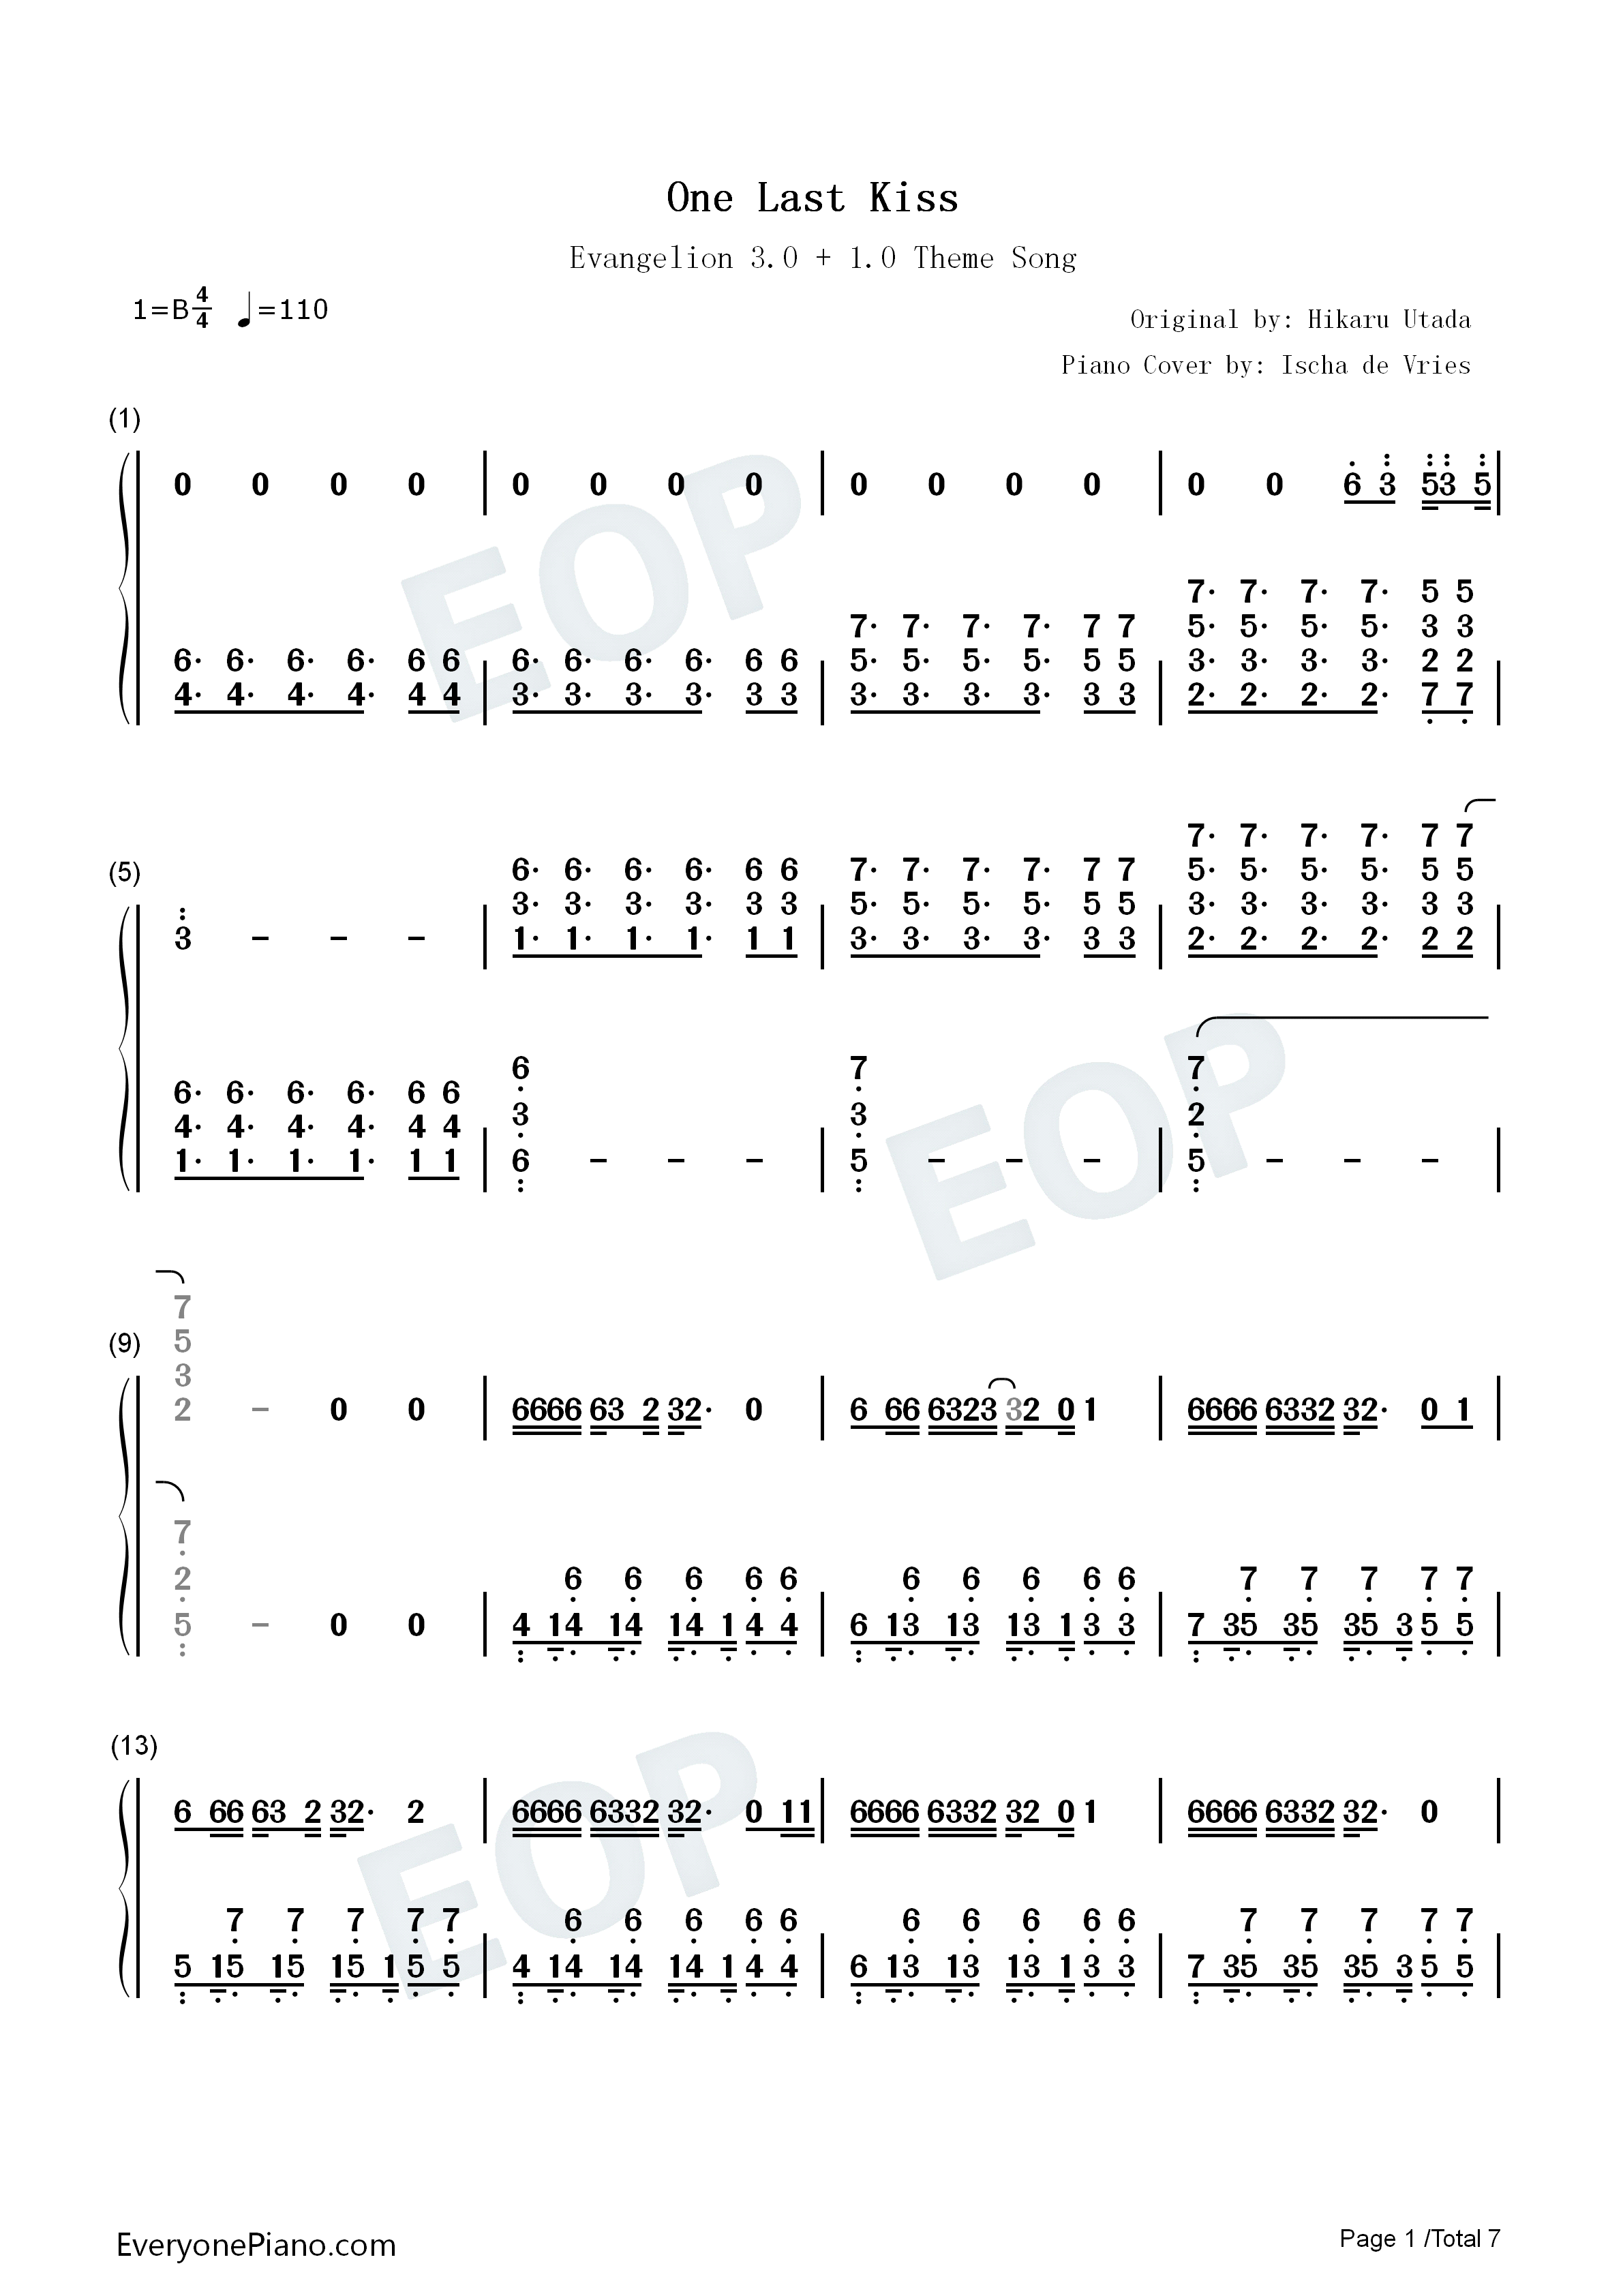 One Last Kiss
Evangelion 3.0 + 1.0 Theme Song
1=B 4/4 ♩=110
Original by: Hikaru Utada
Piano Cover by: Ischa de Vries
(1)
0 0 0 0 | 0 0 0 0 | 0 0 0 0 | 0 0 6 3 53 5
7· 7· 7· 7· 5 5
7· 7· 7· 7· 7 7 | 5· 5· 5· 5· 3 3
6· 6· 6· 6· 6 6 | 6· 6· 6· 6· 6 6 | 5· 5· 5· 5· 5 5 | 3· 3· 3· 3· 2 2
4· 4· 4· 4· 4 4 | 3· 3· 3· 3· 3 3 | 3· 3· 3· 3· 3 3 | 2· 2· 2· 2· 7 7
7· 7· 7· 7· 7 7
(5)
6· 6· 6· 6· 6 6 | 7· 7· 7· 7· 7 7 | 5· 5· 5· 5· 5 5
3· 3· 3· 3· 3 3 | 5· 5· 5· 5· 5 5 | 3· 3· 3· 3· 3 3
3 – – – | 1· 1· 1· 1· 1 1 | 3· 3· 3· 3· 3 3 | 2· 2· 2· 2· 2 2
6 | 7 | 7
6· 6· 6· 6· 6 6
4· 4· 4· 4· 4 4 | 3 | 3 | 2
1· 1· 1· 1· 1 1 | 6 – – – | 5 – – – | 5 – – –
7
(9)
5
3
2 – 0 0 | 6666 63 2 32· 0 | 6 66 6323 32 0 1 | 6666 6332 32· 0 1
7
2 | 6 6 6 6 6 | 6 6 6 6 6 | 7 7 7 7 7
5 – 0 0 | 4 14 14 14 1 4 4 | 6 13 13 13 1 3 3 | 7 35 35 35 3 5 5
(13)
6 66 63 2 32· 2 | 6666 6332 32· 0 11 | 6666 6332 32 0 1 | 6666 6332 32· 0
7 7 7 7 7 | 6 6 6 6 6 | 6 6 6 6 6 | 7 7 7 7 7
5 15 15 15 1 5 5 | 4 14 14 14 1 4 4 | 6 13 13 13 1 3 3 | 7 35 35 35 3 5 5
EOP
EOP
EOP
EveryonePiano.com
Page 1 /Total 7